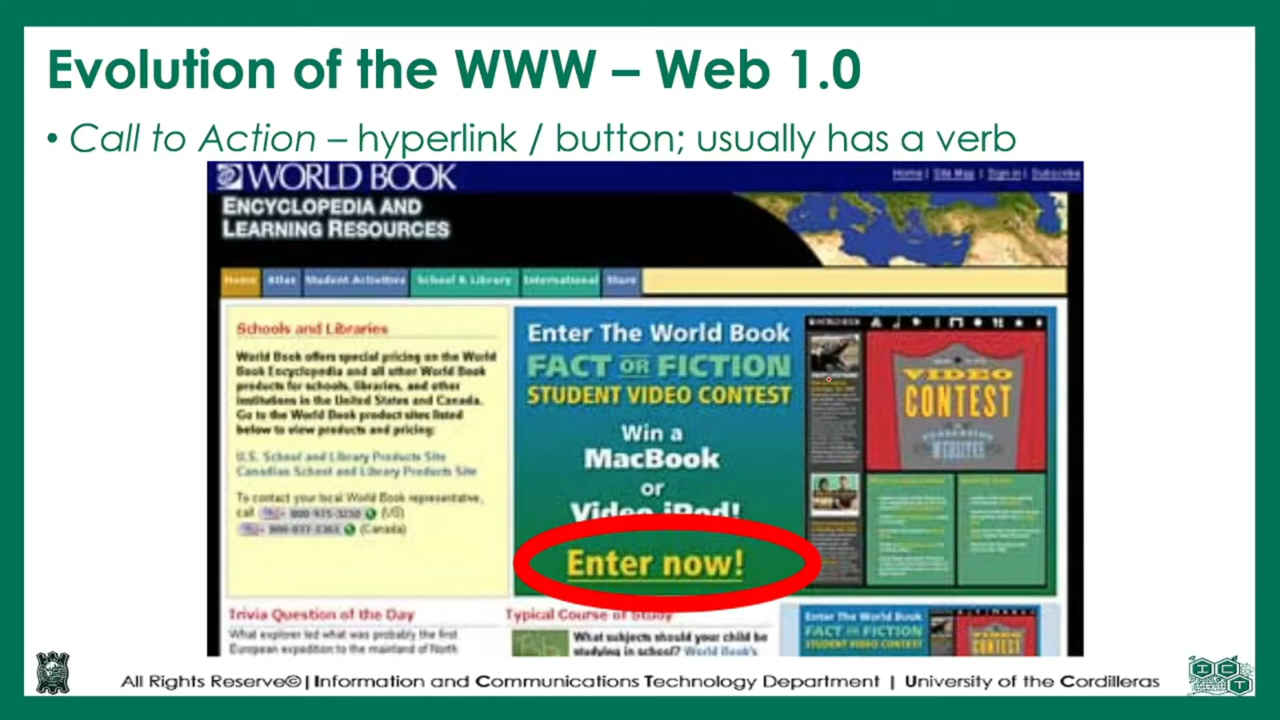 Evolution of the WWW – Web 1.0
• Call to Action – hyperlink / button; usually has a verb
WORLD BOOK
Home | Site Map | Sign in | Subscribe
ENCYCLOPEDIA AND
LEARNING RESOURCES
Home Atlas Student Activities School & Library International Store
Schools and Libraries
World Book offers special pricing on the World
Book Encyclopedia and all other World Book
products for schools, libraries, and other
institutions in the United States and Canada.
Go to the World Book product sites listed
below to view products and pricing:
U.S. School and Library Products Site
Canadian School and Library Products Site
To contact your local World Book representative,
call (US)
(Canada)
Enter The World Book
FACT OR FICTION
STUDENT VIDEO CONTEST
Win a
MacBook
or
Video iPod!
Enter now!
WORLD BOOK
VIDEO
CONTEST
Trivia Question of the Day
What explorer led what was probably the first
European expedition to the mainland of North
Typical Course of Study
What subjects should your child be
studying in school? World Book's
Enter The World Book
FACT OR FICTION
STUDENT VIDEO CONTEST
VIDEO
CONTEST
All Rights Reserve©| Information and Communications Technology Department | University of the Cordilleras
I C T